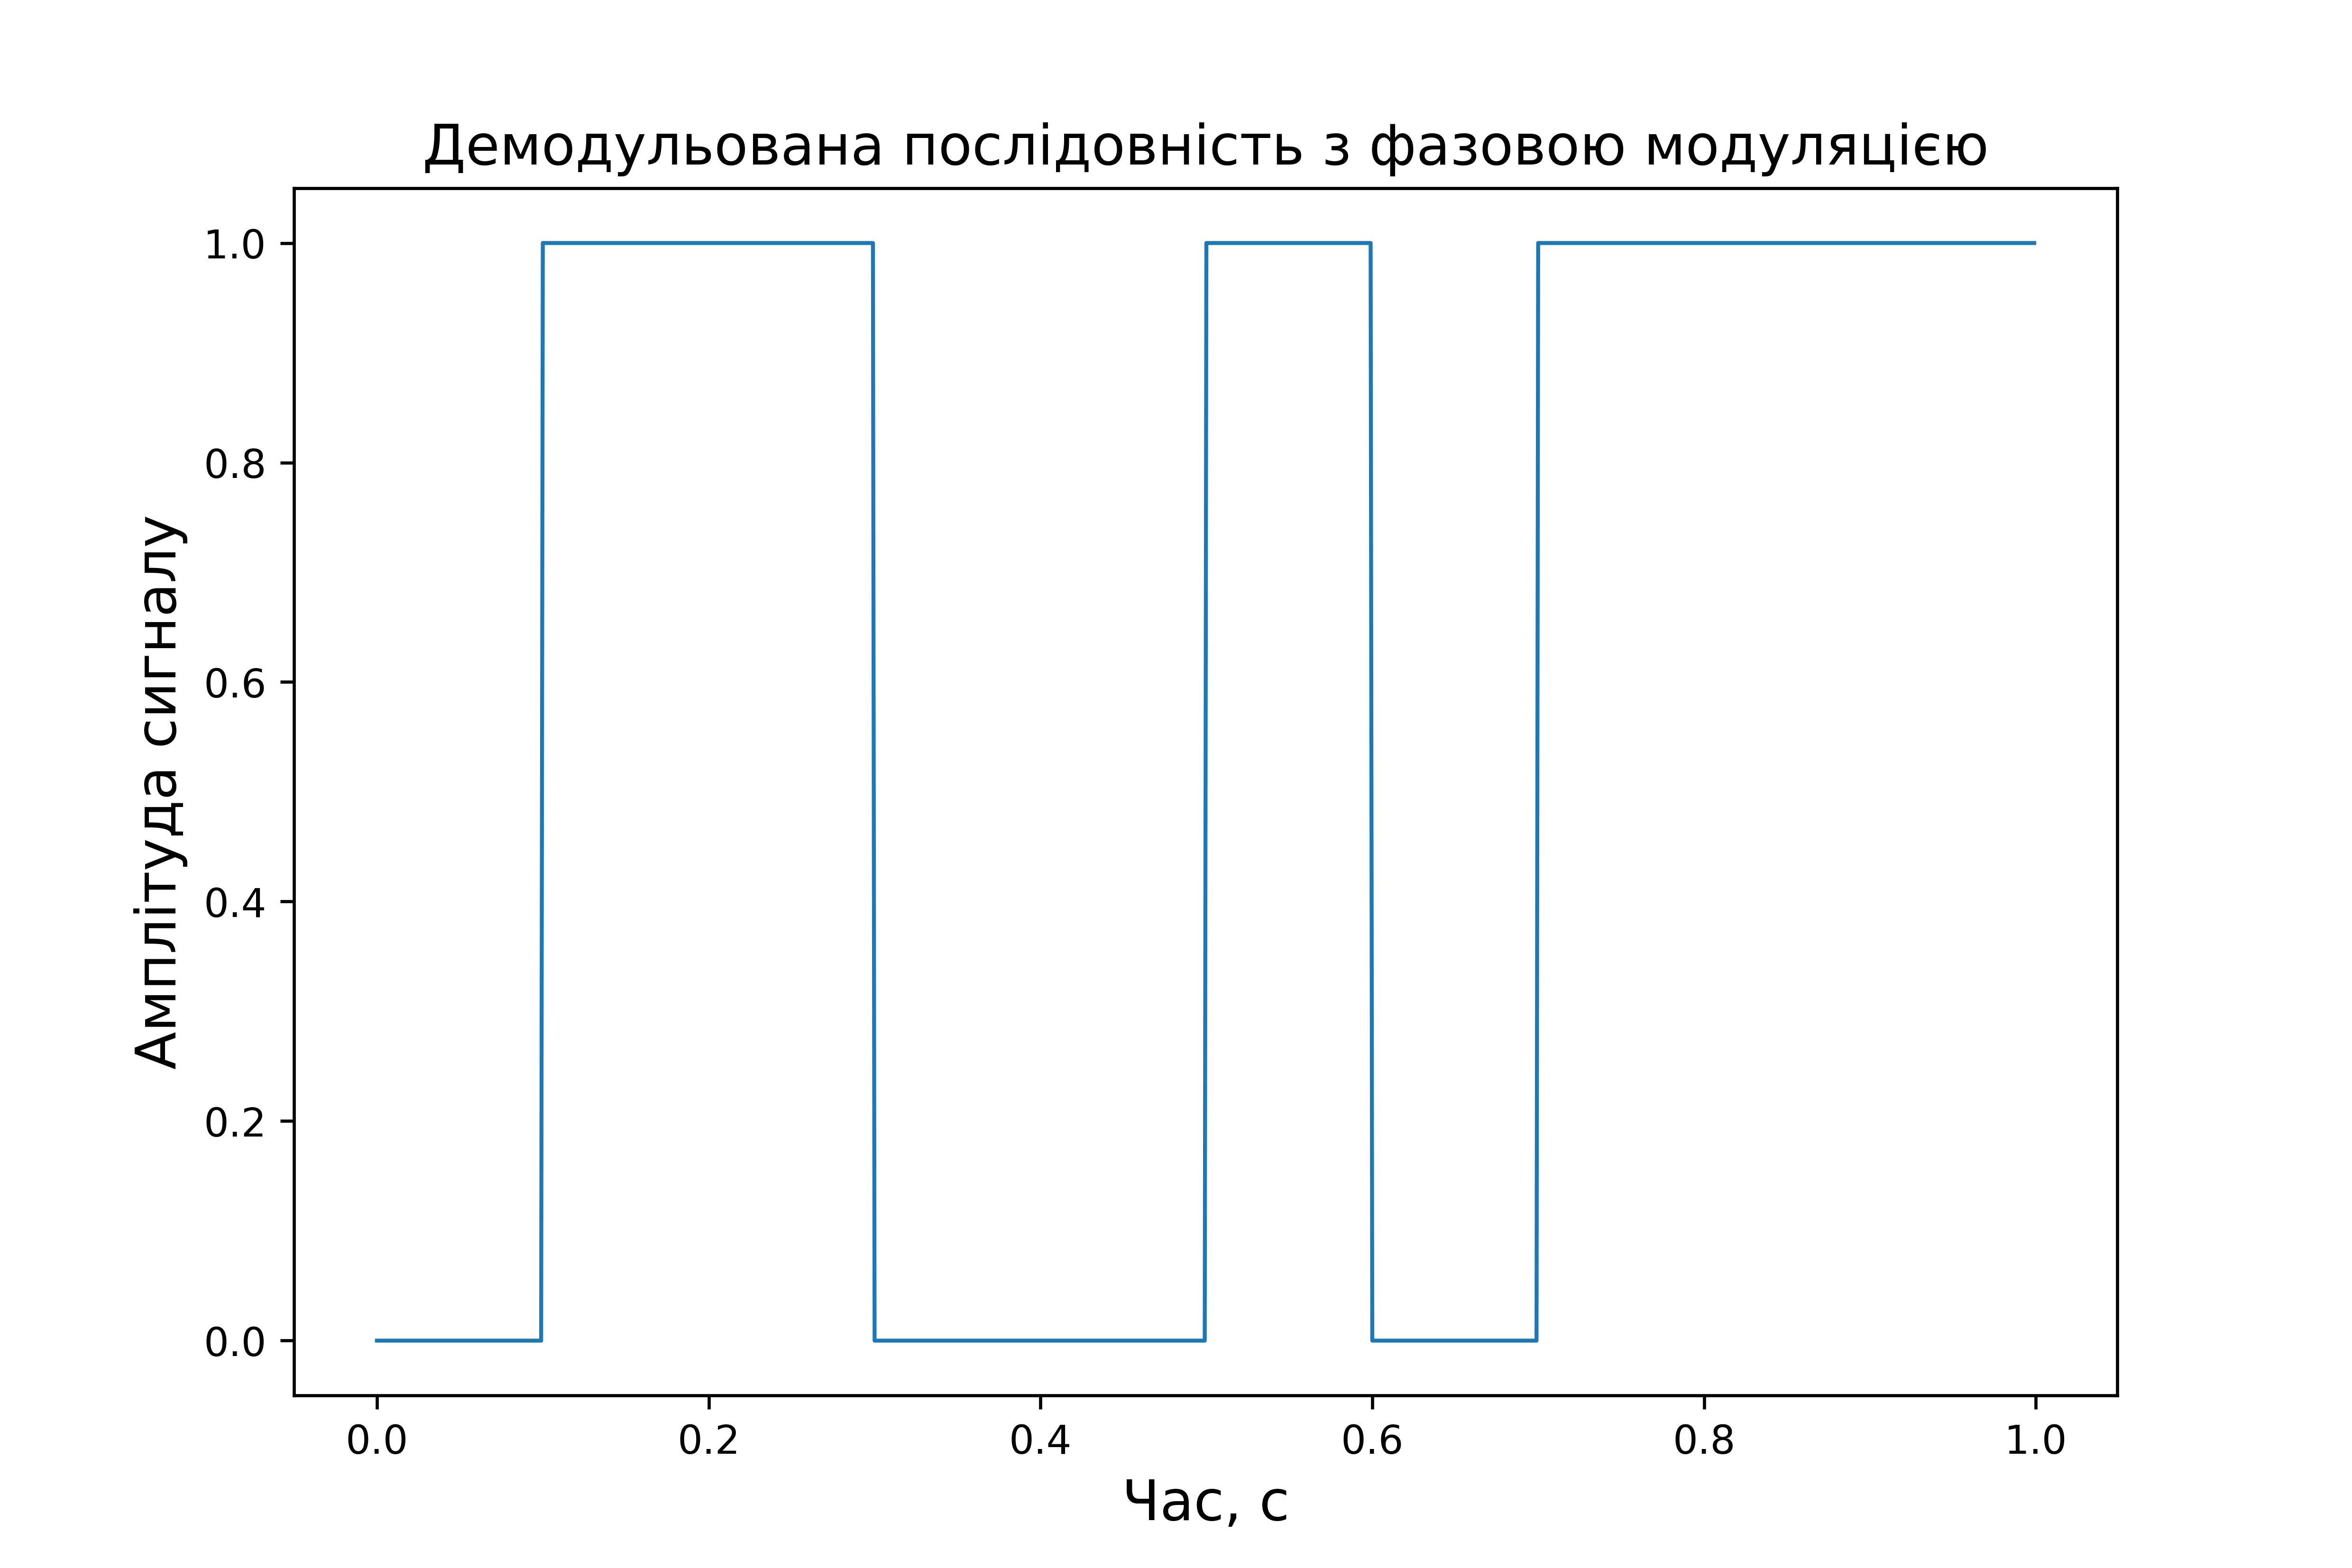 Демодульована послідовність з фазовою модуляцією
1.0
0.8
0.6
0.4
0.2
0.0
Амплітуда сигналу
0.0 0.2 0.4 0.6 0.8 1.0
Час, с